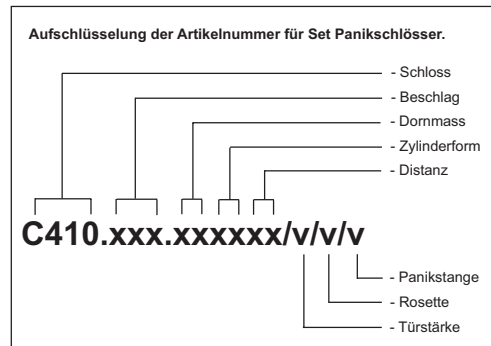 Aufschlüsselung der Artikelnummer für Set Panikschlösser.
- Schloss
- Beschlag
- Dornmass
- Zylinderform
- Distanz
C410.xxx.xxxxxx/v/v/v
- Panikstange
- Rosette
- Türstärke